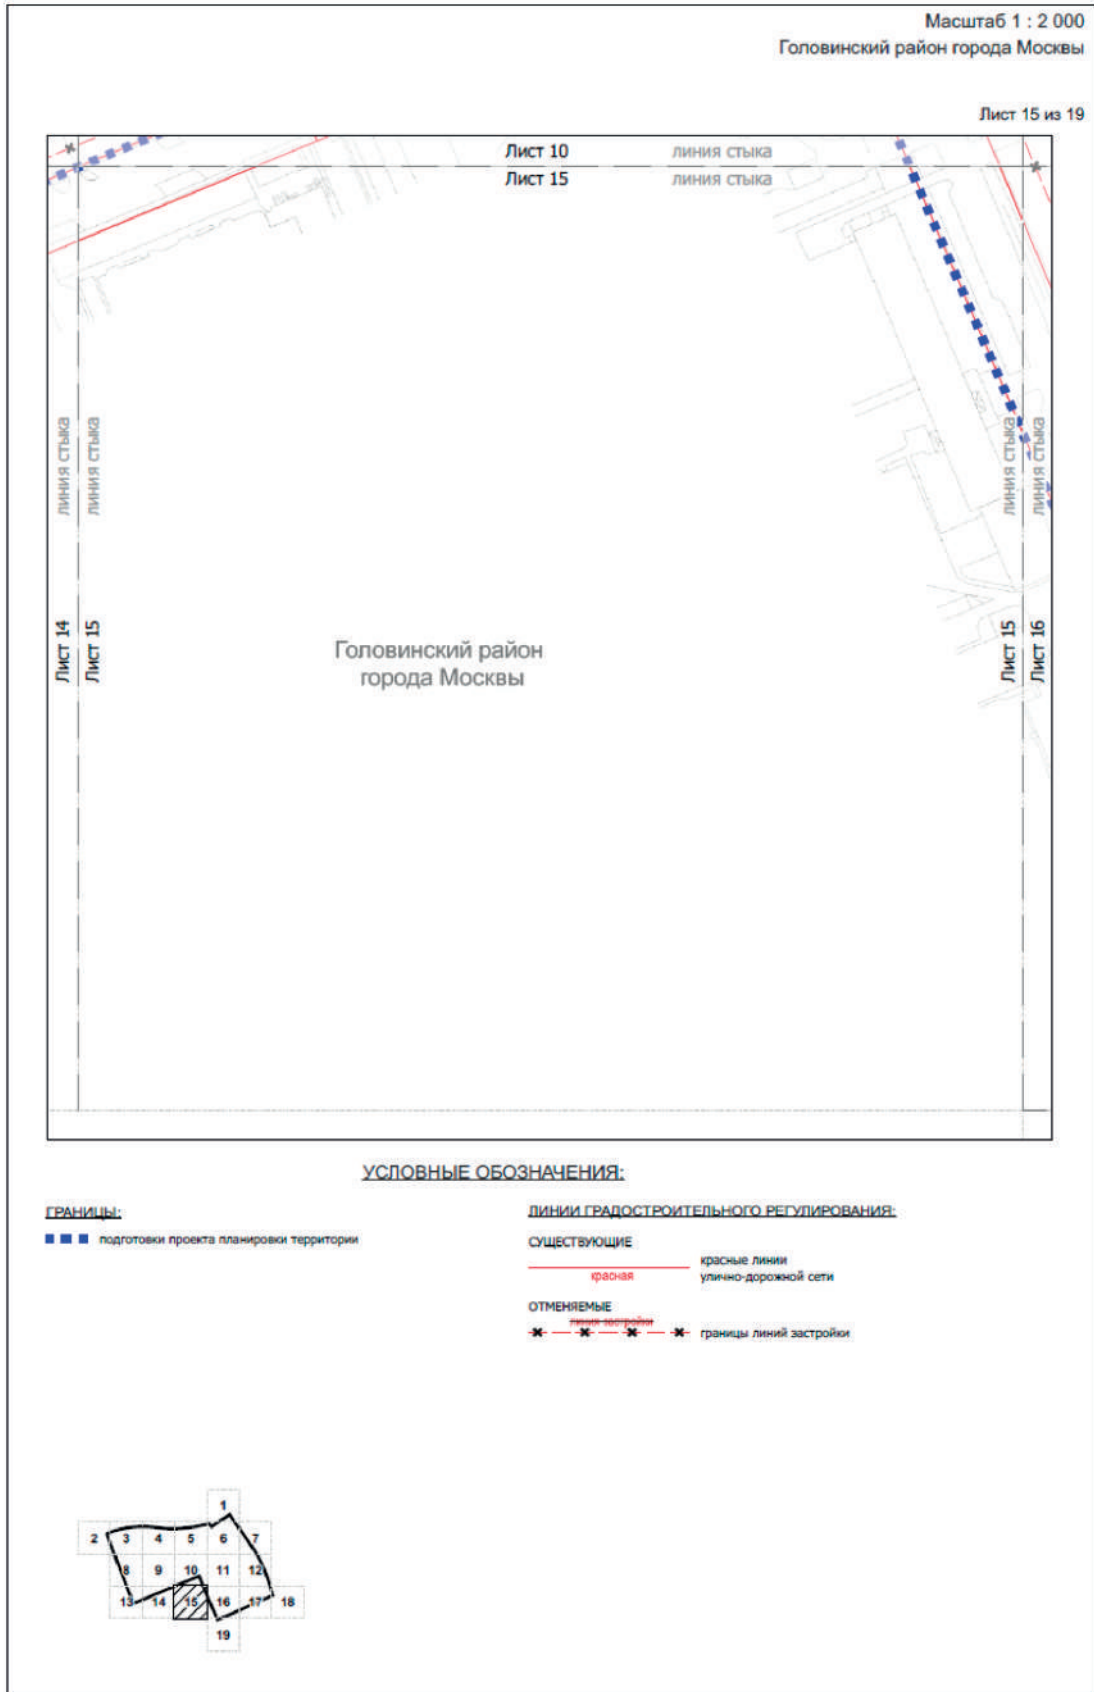 Масштаб 1 : 2 000
Головинский район города Москвы
Лист 15 из 19
Лист 10 линия стыка
Лист 15 линия стыка
линия стыка
линия стыка
линия стыка
линия стыка
Лист 14
Лист 15
Лист 15
Лист 16
Головинский район
города Москвы
УСЛОВНЫЕ ОБОЗНАЧЕНИЯ:
ГРАНИЦЫ:
подготовки проекта планировки территории
ЛИНИИ ГРАДОСТРОИТЕЛЬНОГО РЕГУЛИРОВАНИЯ:
СУЩЕСТВУЮЩИЕ
красная
красные линии
улично-дорожной сети
ОТМЕНЯЕМЫЕ
линия застройки
границы линий застройки
1
2 3 4 5 6 7
8 9 10 11 12
13 14 15 16 17 18
19